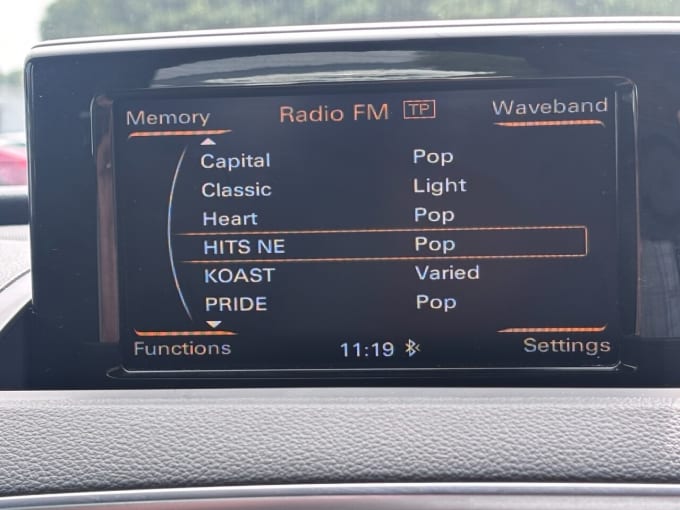 Memory Radio FM TP Waveband
Capital Pop
Classic Light
Heart Pop
HITS NE Pop
KOAST Varied
PRIDE Pop
Functions 11:19 Settings